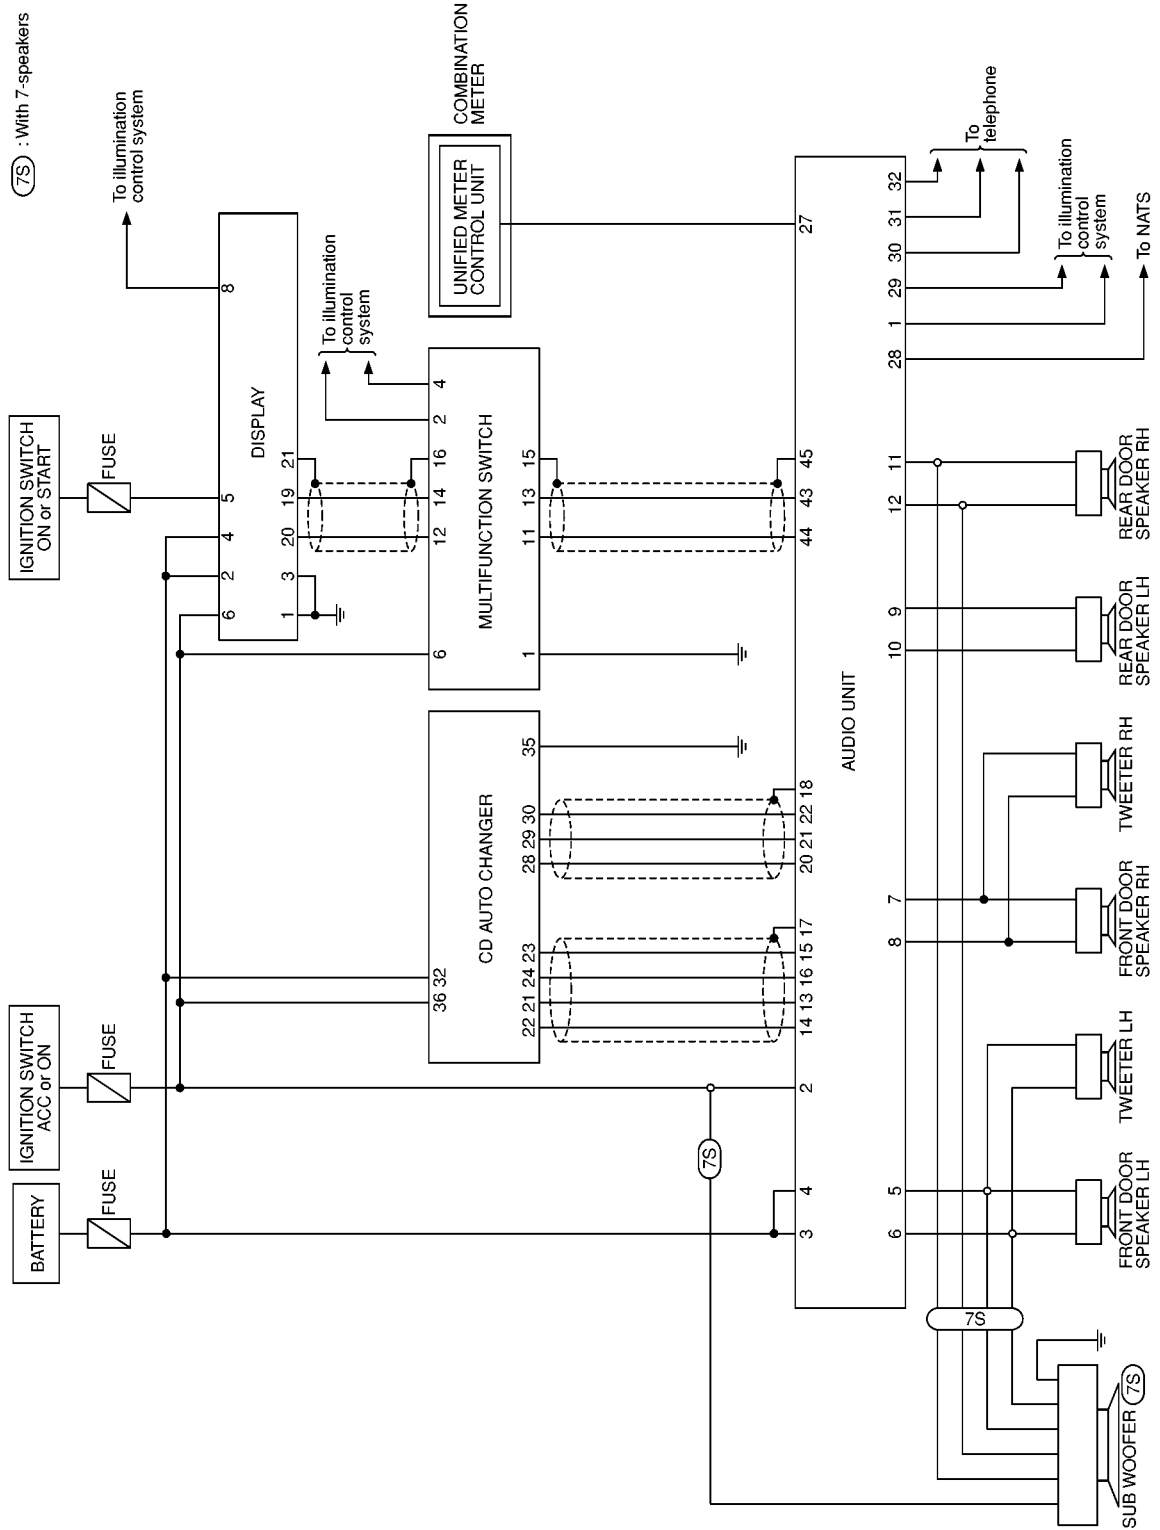 7S : With 7-speakers
BATTERY
FUSE
IGNITION SWITCH
ACC or ON
FUSE
IGNITION SWITCH
ON or START
FUSE
To illumination
control system
6
2
4
5
8
DISPLAY
1
3
20
19
21
To illumination
control
system
COMBINATION
METER
UNIFIED METER
CONTROL UNIT
36
32
CD AUTO CHANGER
22
21
24
23
28
29
30
35
6
12
14
16
2
4
MULTIFUNCTION SWITCH
1
11
13
15
7S
3
4
2
14
13
16
15
17
20
21
22
18
44
43
45
27
AUDIO UNIT
6
5
8
7
10
9
12
11
28
1
29
30
31
32
To
telephone
To illumination
control
system
To NATS
7S
SUB WOOFER 7S
FRONT DOOR
SPEAKER LH
TWEETER LH
FRONT DOOR
SPEAKER RH
TWEETER RH
REAR DOOR
SPEAKER LH
REAR DOOR
SPEAKER RH